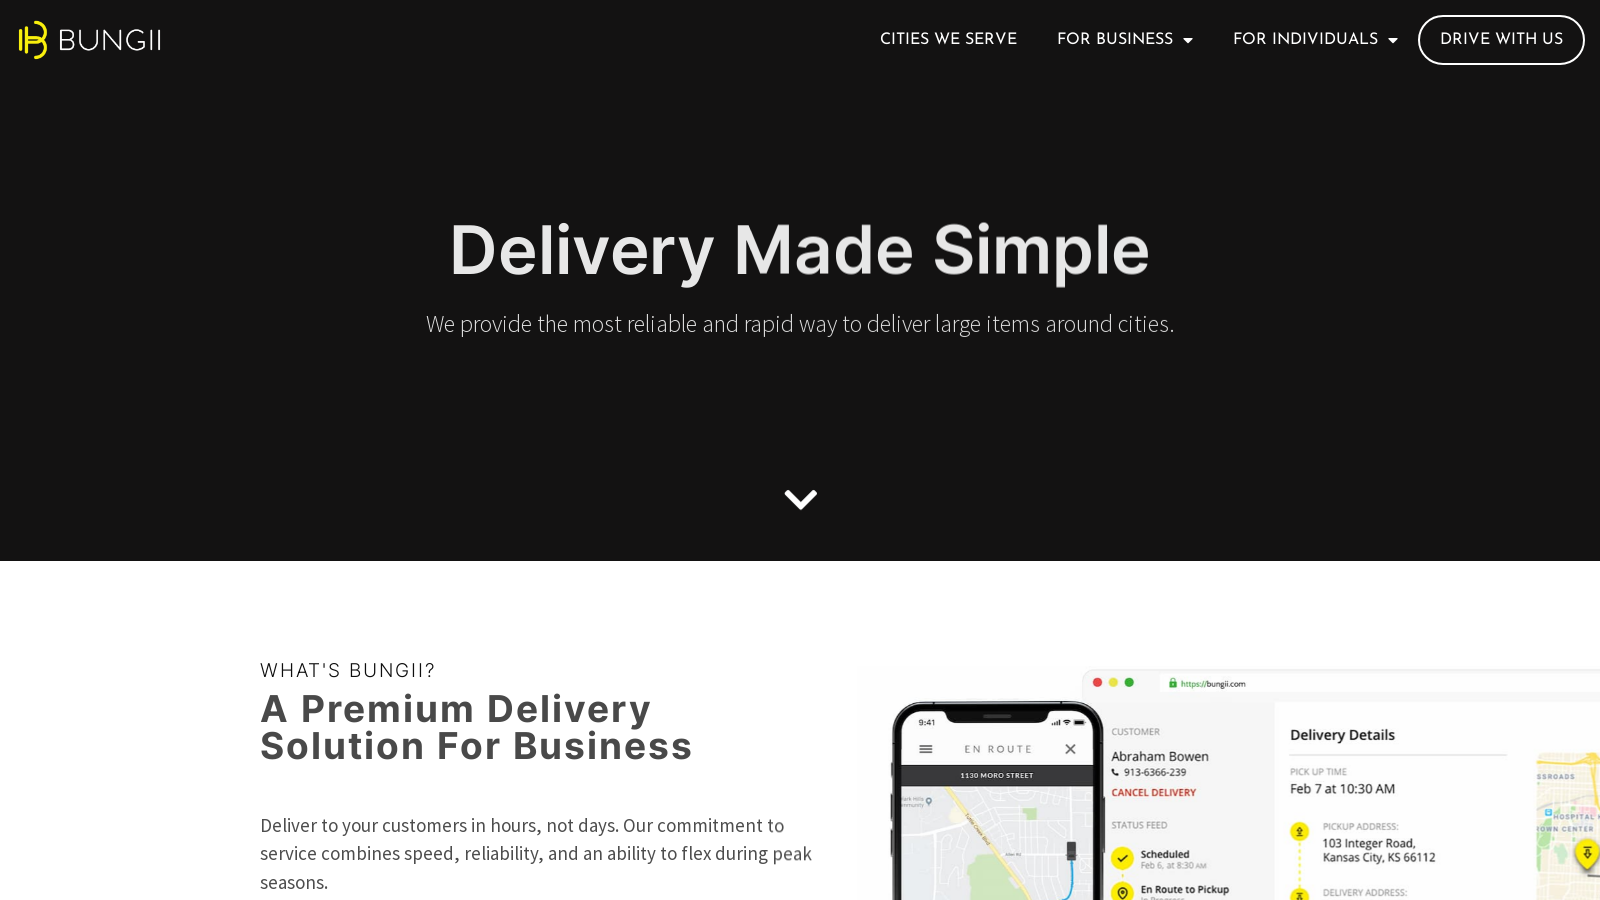 BUNGII
CITIES WE SERVE
FOR BUSINESS
FOR INDIVIDUALS
DRIVE WITH US
Delivery Made Simple
We provide the most reliable and rapid way to deliver large items around cities.
WHAT'S BUNGII?
A Premium Delivery
Solution For Business
Deliver to your customers in hours, not days. Our commitment to
service combines speed, reliability, and an ability to flex during peak
seasons.
https://bungii.com
9:41
EN ROUTE
1130 MORO STREET
CUSTOMER
Abraham Bowen
913-6366-239
CANCEL DELIVERY
STATUS FEED
Scheduled
Feb 6, at 8:30 AM
En Route to Pickup
Delivery Details
PICK UP TIME
Feb 7 at 10:30 AM
PICKUP ADDRESS:
103 Integer Road,
Kansas City, KS 66112
DELIVERY ADDRESS: